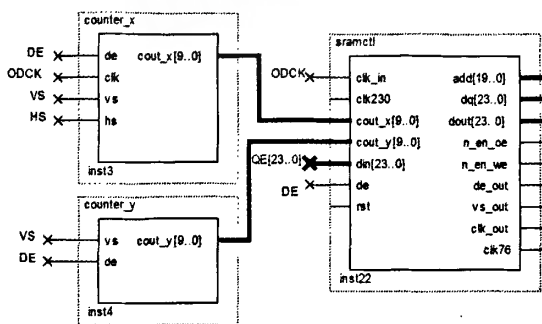 counter_x
DE
ODCK
VS
HS
de
clk
vs
hs
cout_x[9..0]
inst3
counter_y
VS
DE
vs
de
cout_y[9..0]
inst4
sramctl
ODCK
QE[23..0]
DE
clk_in
clk230
cout_x[9..0]
cout_y[9..0]
din[23..0]
de
rst
add[19..0]
dq[23..0]
dout[23..0]
n_en_oe
n_en_we
de_out
vs_out
clk_out
clk76
inst22